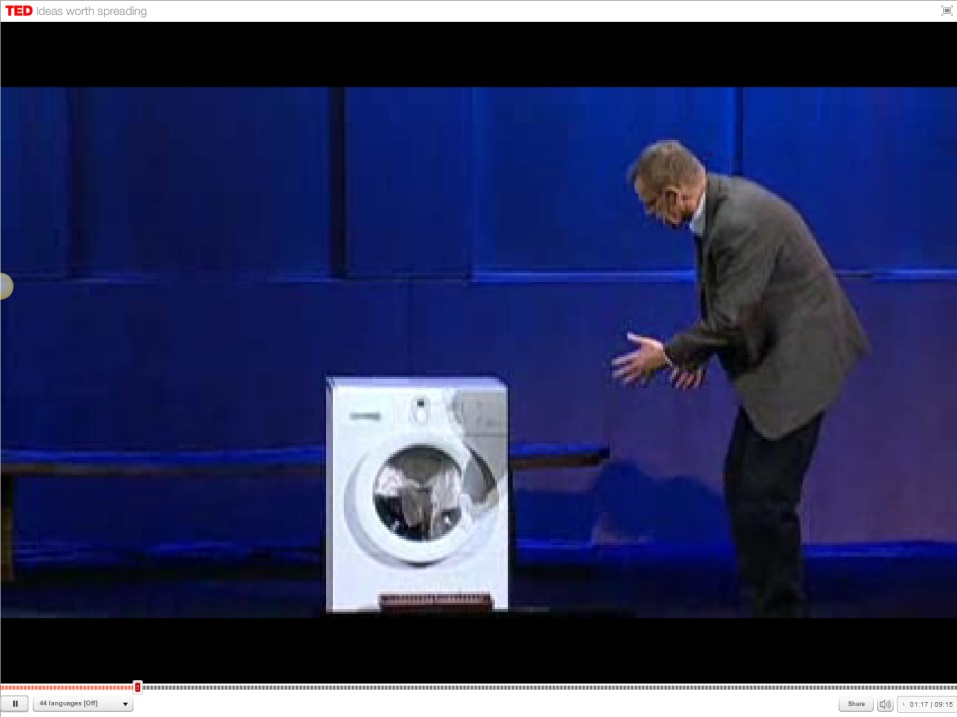 TED Ideas worth spreading
44 languages [Off]
Share
01:17 | 09:15